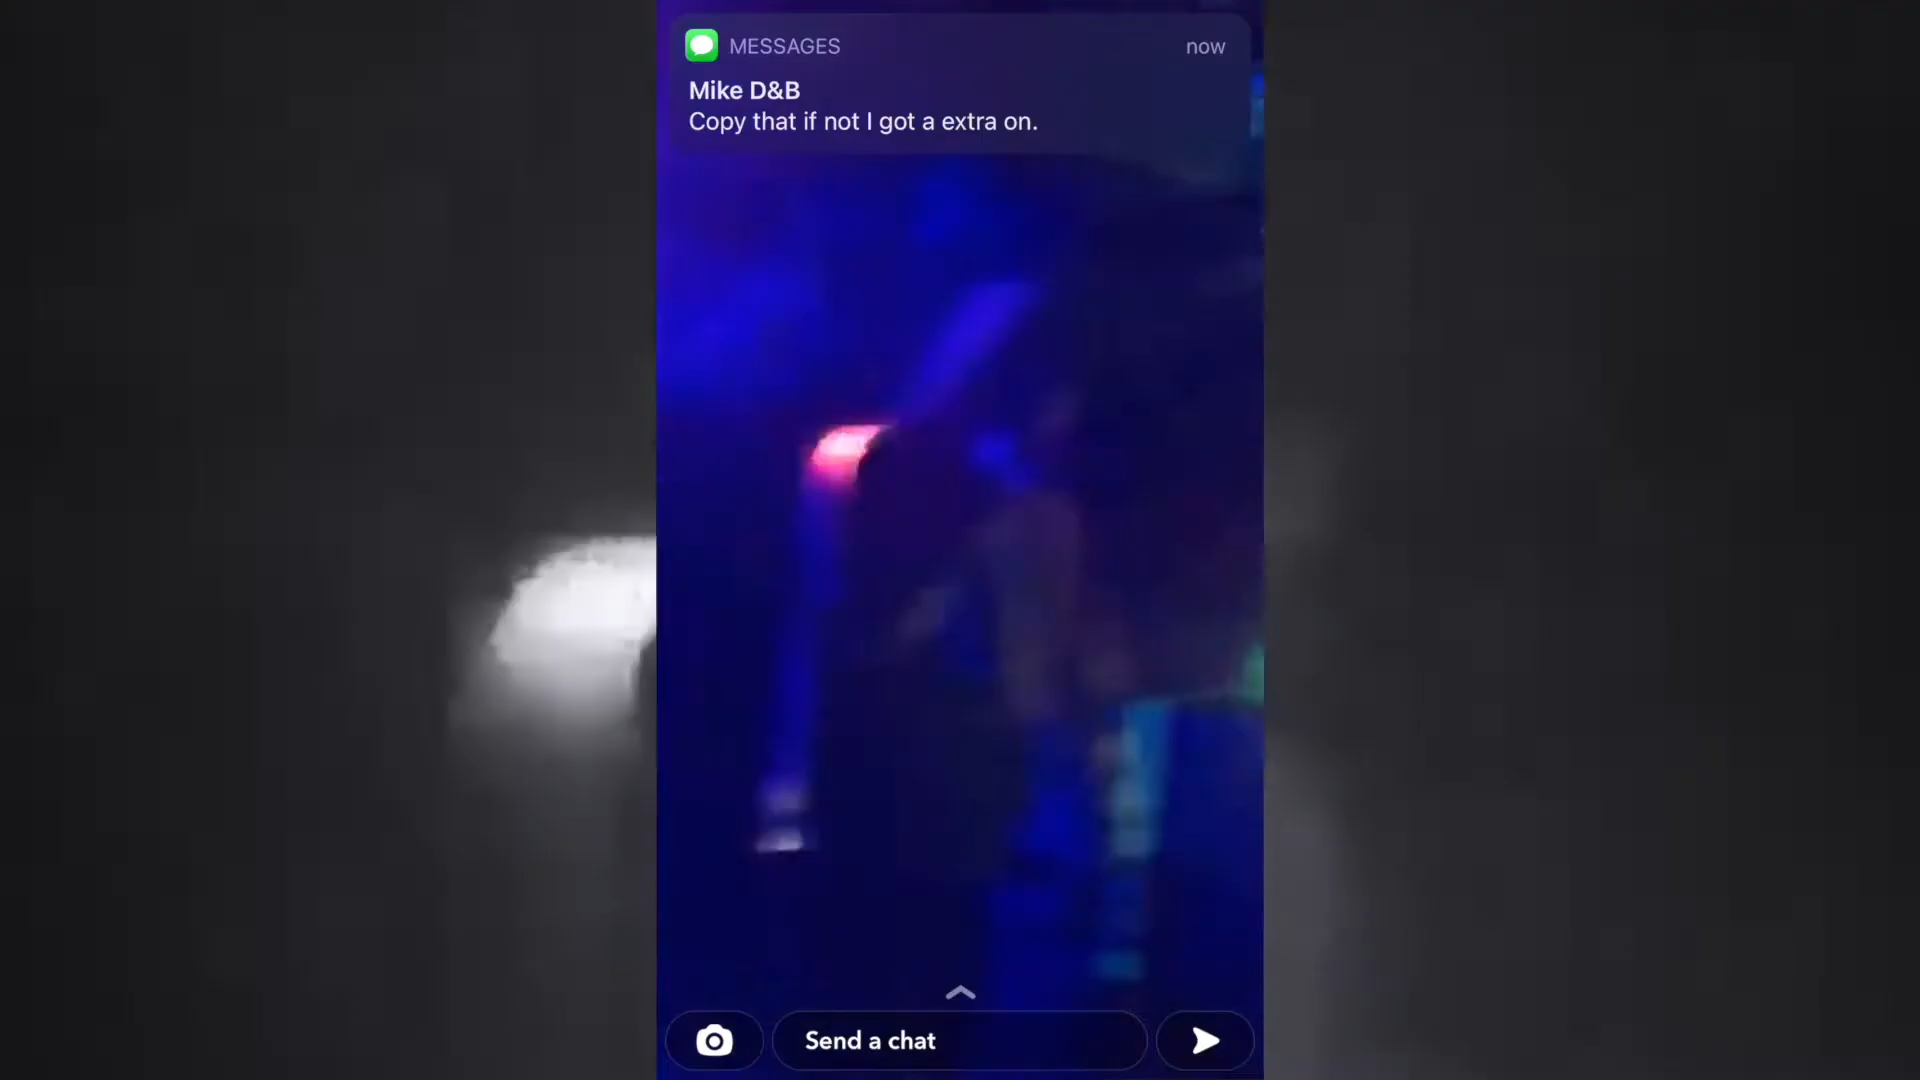 MESSAGES now
Mike D&B
Copy that if not I got a extra on.
Send a chat